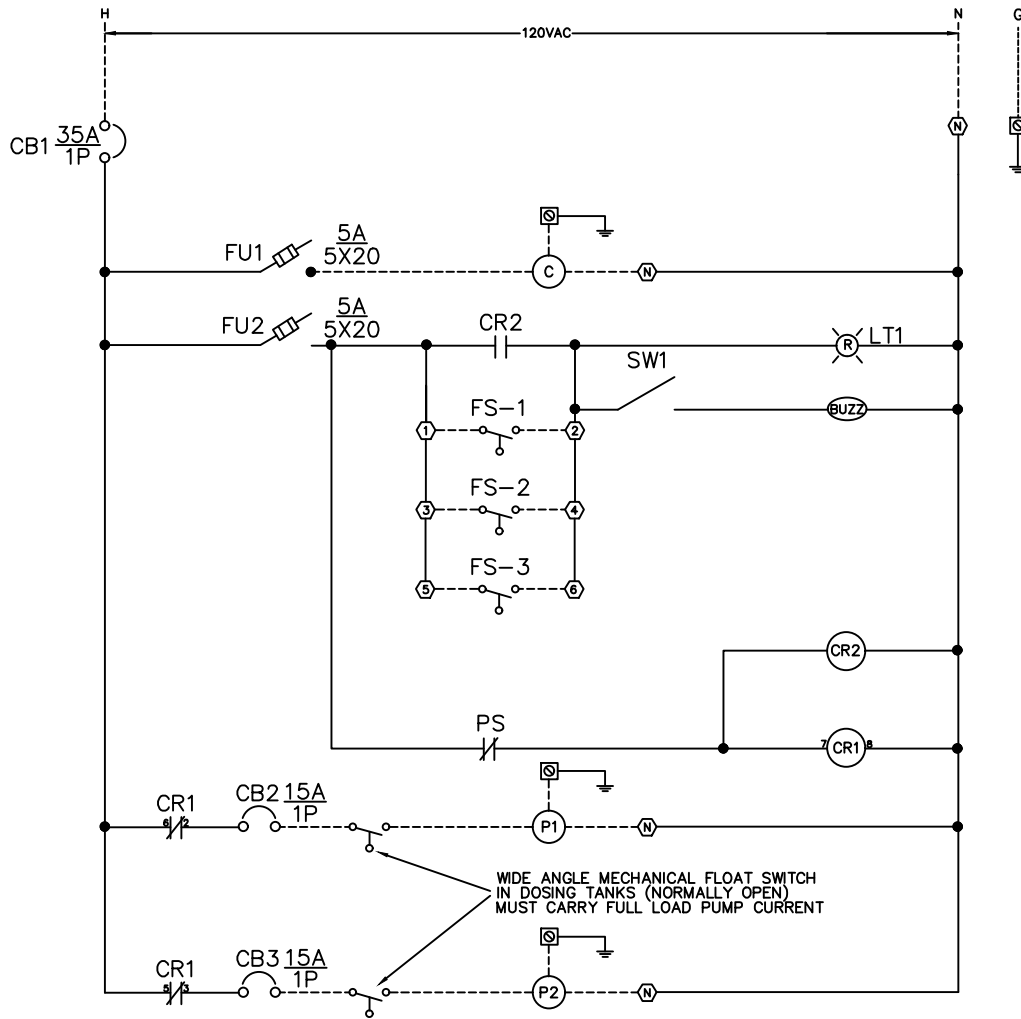 H
N
G
120VAC
CB1 35A
1P
N
FU1
5A
5X20
C
N
FU2
5A
5X20
CR2
R
LT1
SW1
BUZZ
FS-1
1
2
FS-2
3
4
FS-3
5
6
CR2
PS
7
CR1
8
CR1
6
2
CB2 15A
1P
P1
N
WIDE ANGLE MECHANICAL FLOAT SWITCH
IN DOSING TANKS (NORMALLY OPEN)
MUST CARRY FULL LOAD PUMP CURRENT
CR1
5
3
CB3 15A
1P
P2
N